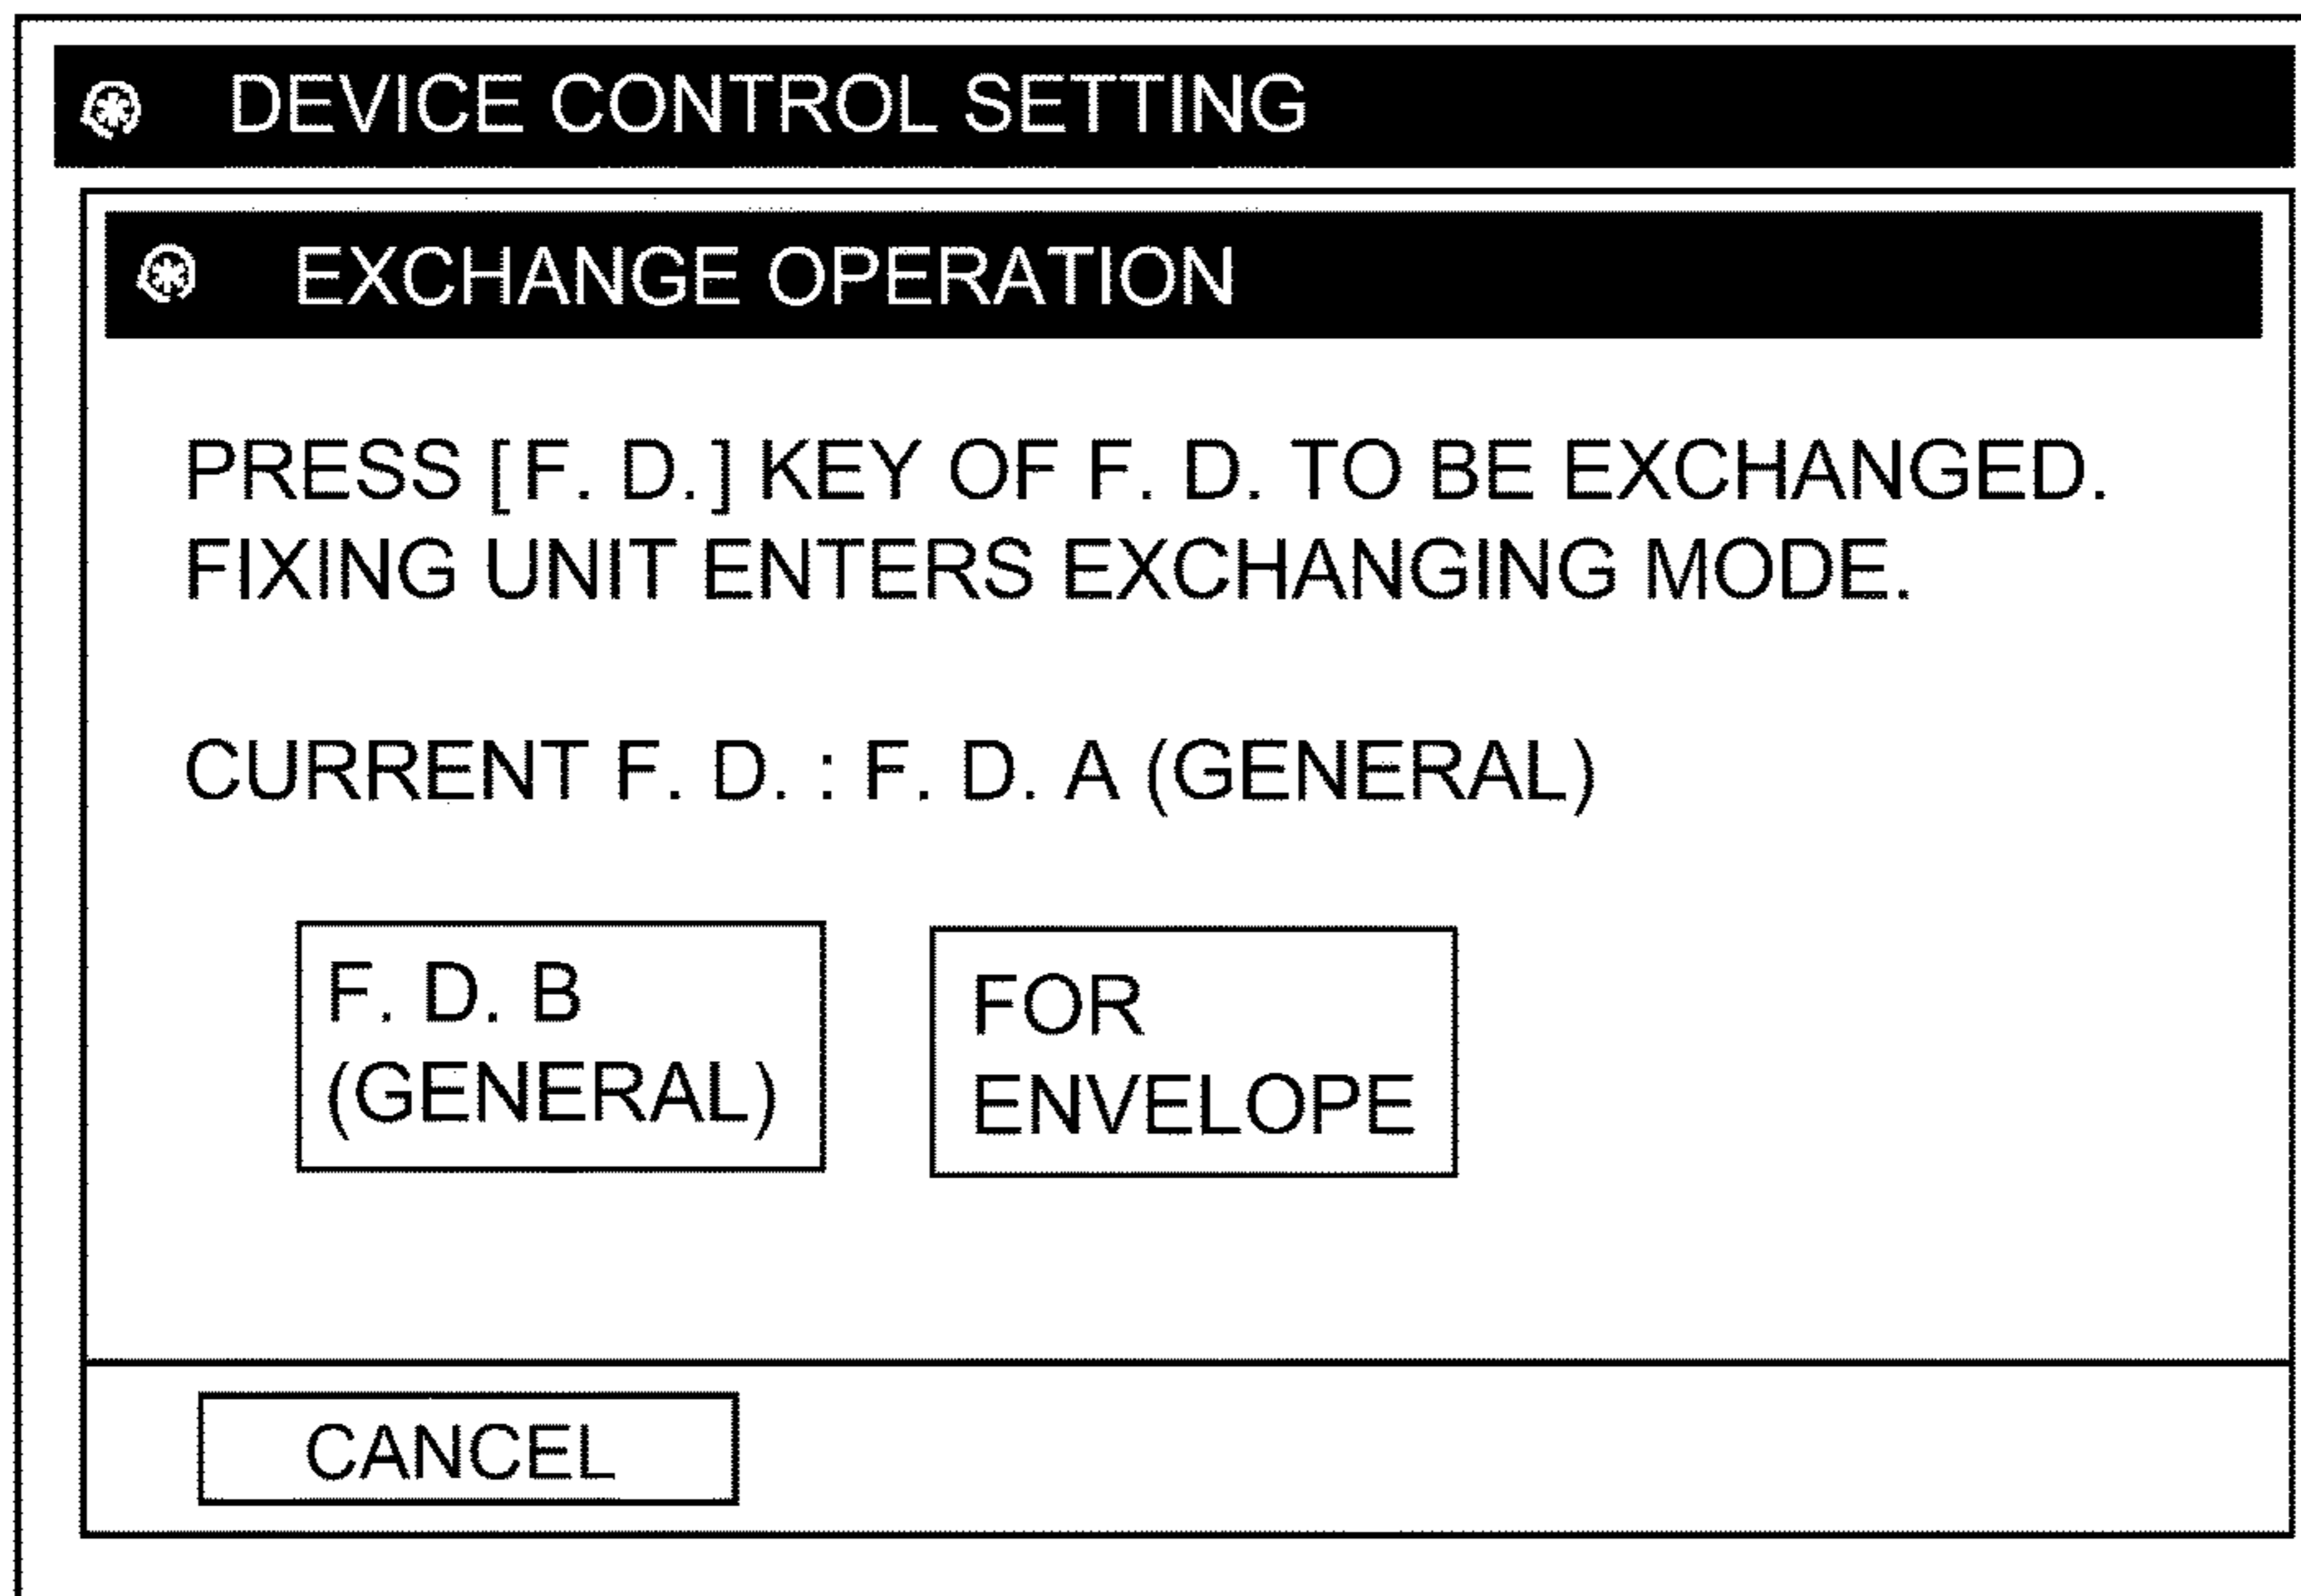 DEVICE CONTROL SETTING
EXCHANGE OPERATION
PRESS [F. D.] KEY OF F. D. TO BE EXCHANGED.
FIXING UNIT ENTERS EXCHANGING MODE.
CURRENT F. D. : F. D. A (GENERAL)
F. D. B
(GENERAL)
FOR
ENVELOPE
CANCEL